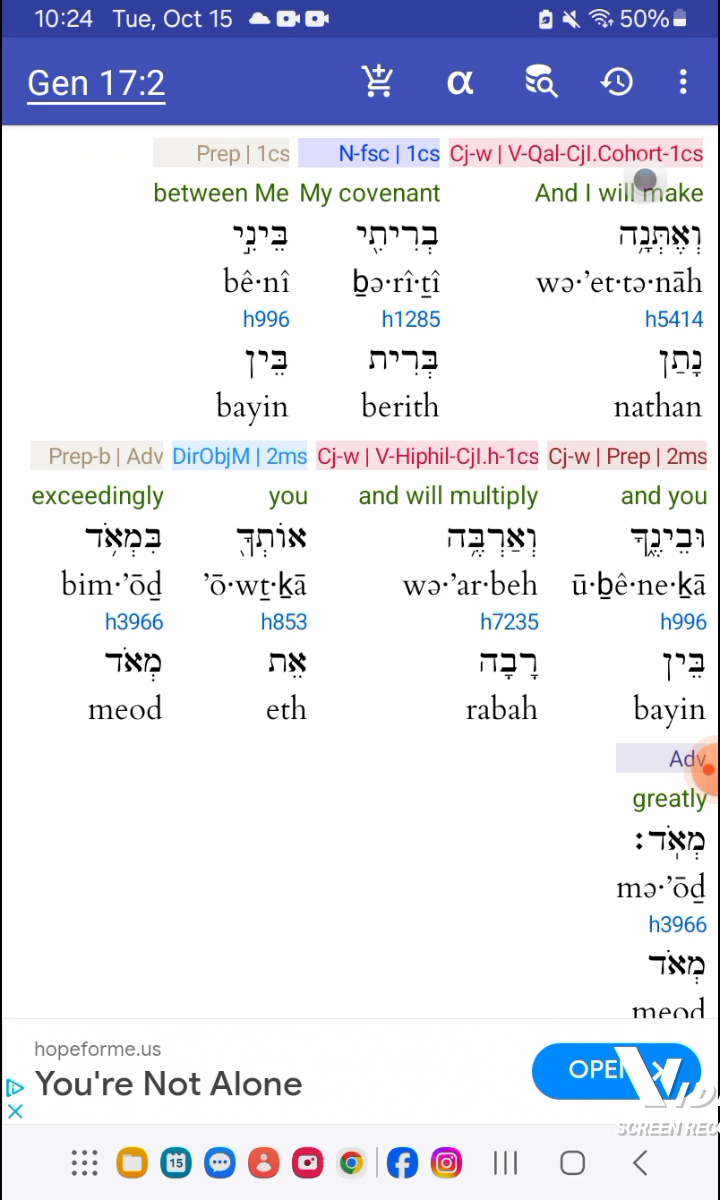 10:24 Tue, Oct 15 50%
Gen 17:2 α
Prep | 1cs N-fsc | 1cs Cj-w | V-Qal-CjI.Cohort-1cs
between Me My covenant And I will make
בֵּינִ֣י בְרִיתִ֖י וְאֶתְּנָ֥ה
bê·nî ḇə·rî·ṯî wə·’et·tə·nāh
h996 h1285 h5414
בֵּין בְּרִית נָתַן
bayin berith nathan
Prep-b | Adv DirObjM | 2ms Cj-w | V-Hiphil-CjI.h-1cs Cj-w | Prep | 2ms
exceedingly you and will multiply and you
בִּמְאֹ֥ד אוֹתְךָ֖ וְאַרְבֶּ֥ה וּבֵינֶ֑ךָ
bim·’ōḏ ’ō·wṯ·ḵā wə·’ar·beh ū·ḇê·ne·ḵā
h3966 h853 h7235 h996
מְאֹד אֵת רָבָה בֵּין
meod eth rabah bayin
Adv
greatly
מְאֹֽד׃
mə·’ōḏ
h3966
מְאֹד
meod
hopeforme.us
You're Not Alone
OPEN
VID
SCREEN REC
15